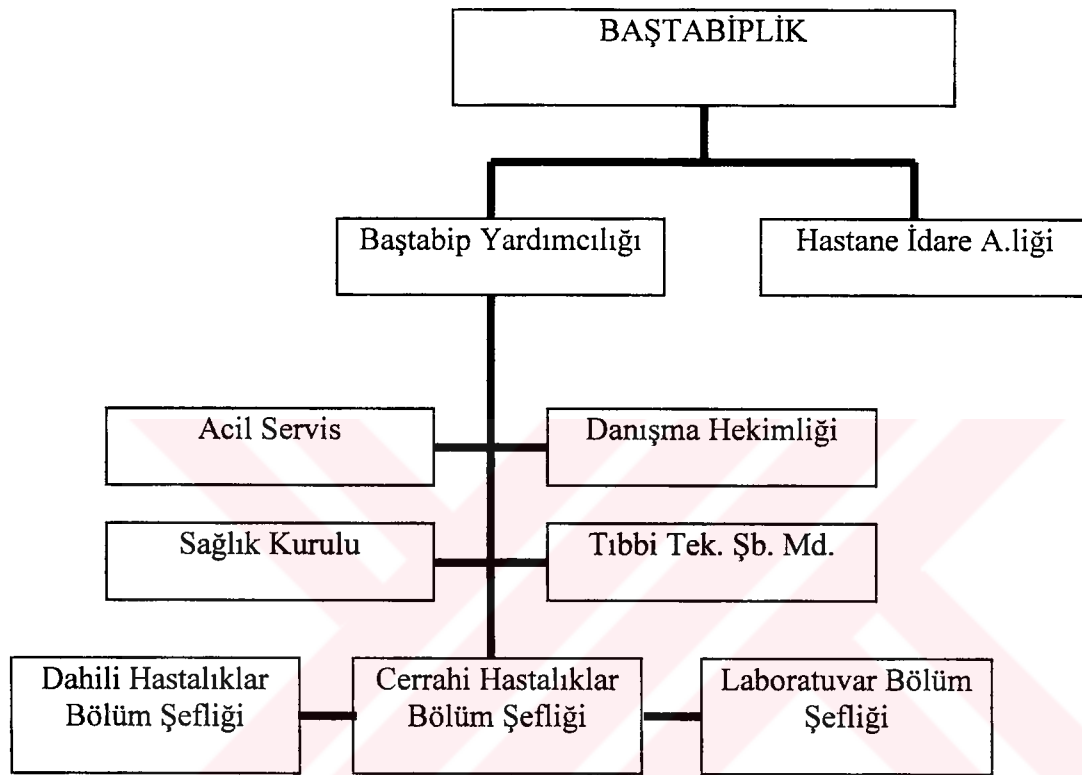 BAŞTABİPLİK
Baştabip Yardımcılığı
Hastane İdare A.liği
Acil Servis
Danışma Hekimliği
Sağlık Kurulu
Tıbbi Tek. Şb. Md.
Dahili Hastalıklar
Bölüm Şefliği
Cerrahi Hastalıklar
Bölüm Şefliği
Laboratuvar Bölüm
Şefliği